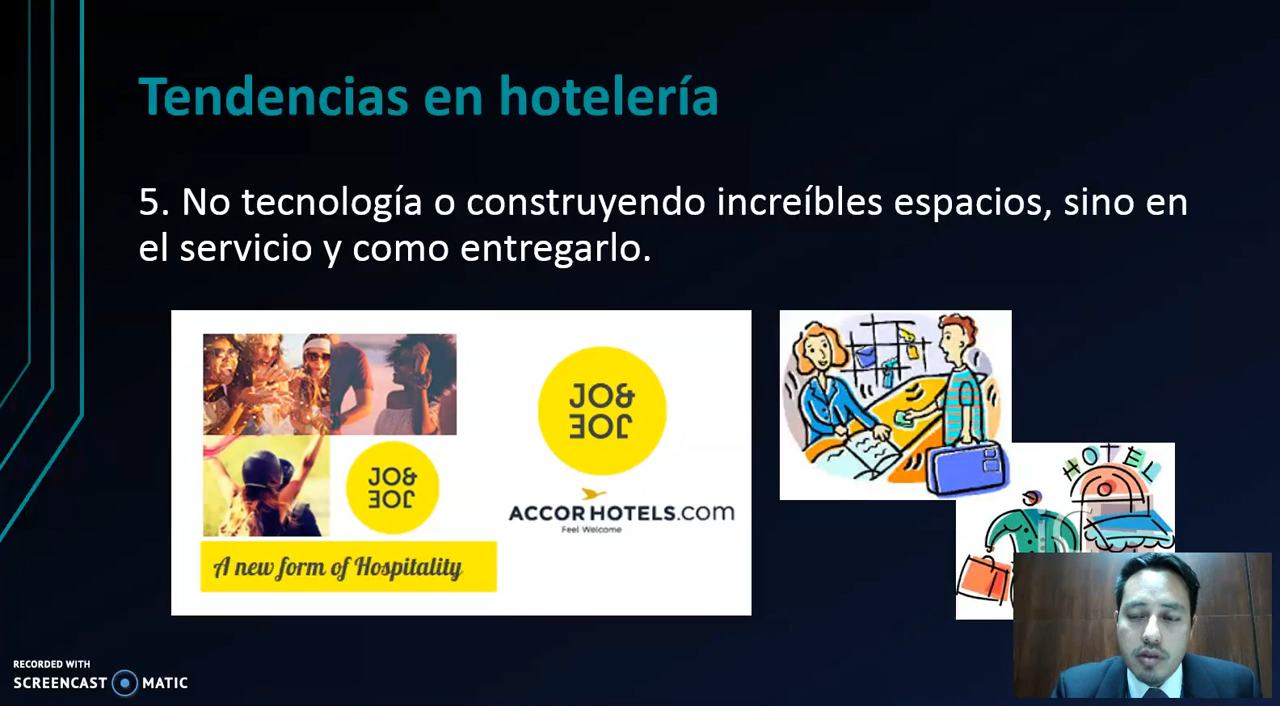 Tendencias en hotelería
5. No tecnología o construyendo increíbles espacios, sino en
el servicio y como entregarlo.
JO&
JOE
JO&
JOE
A new form of Hospitality
ACCORHOTELS.com
Feel Welcome
HOTEL
RECORDED WITH
SCREENCAST MATIC